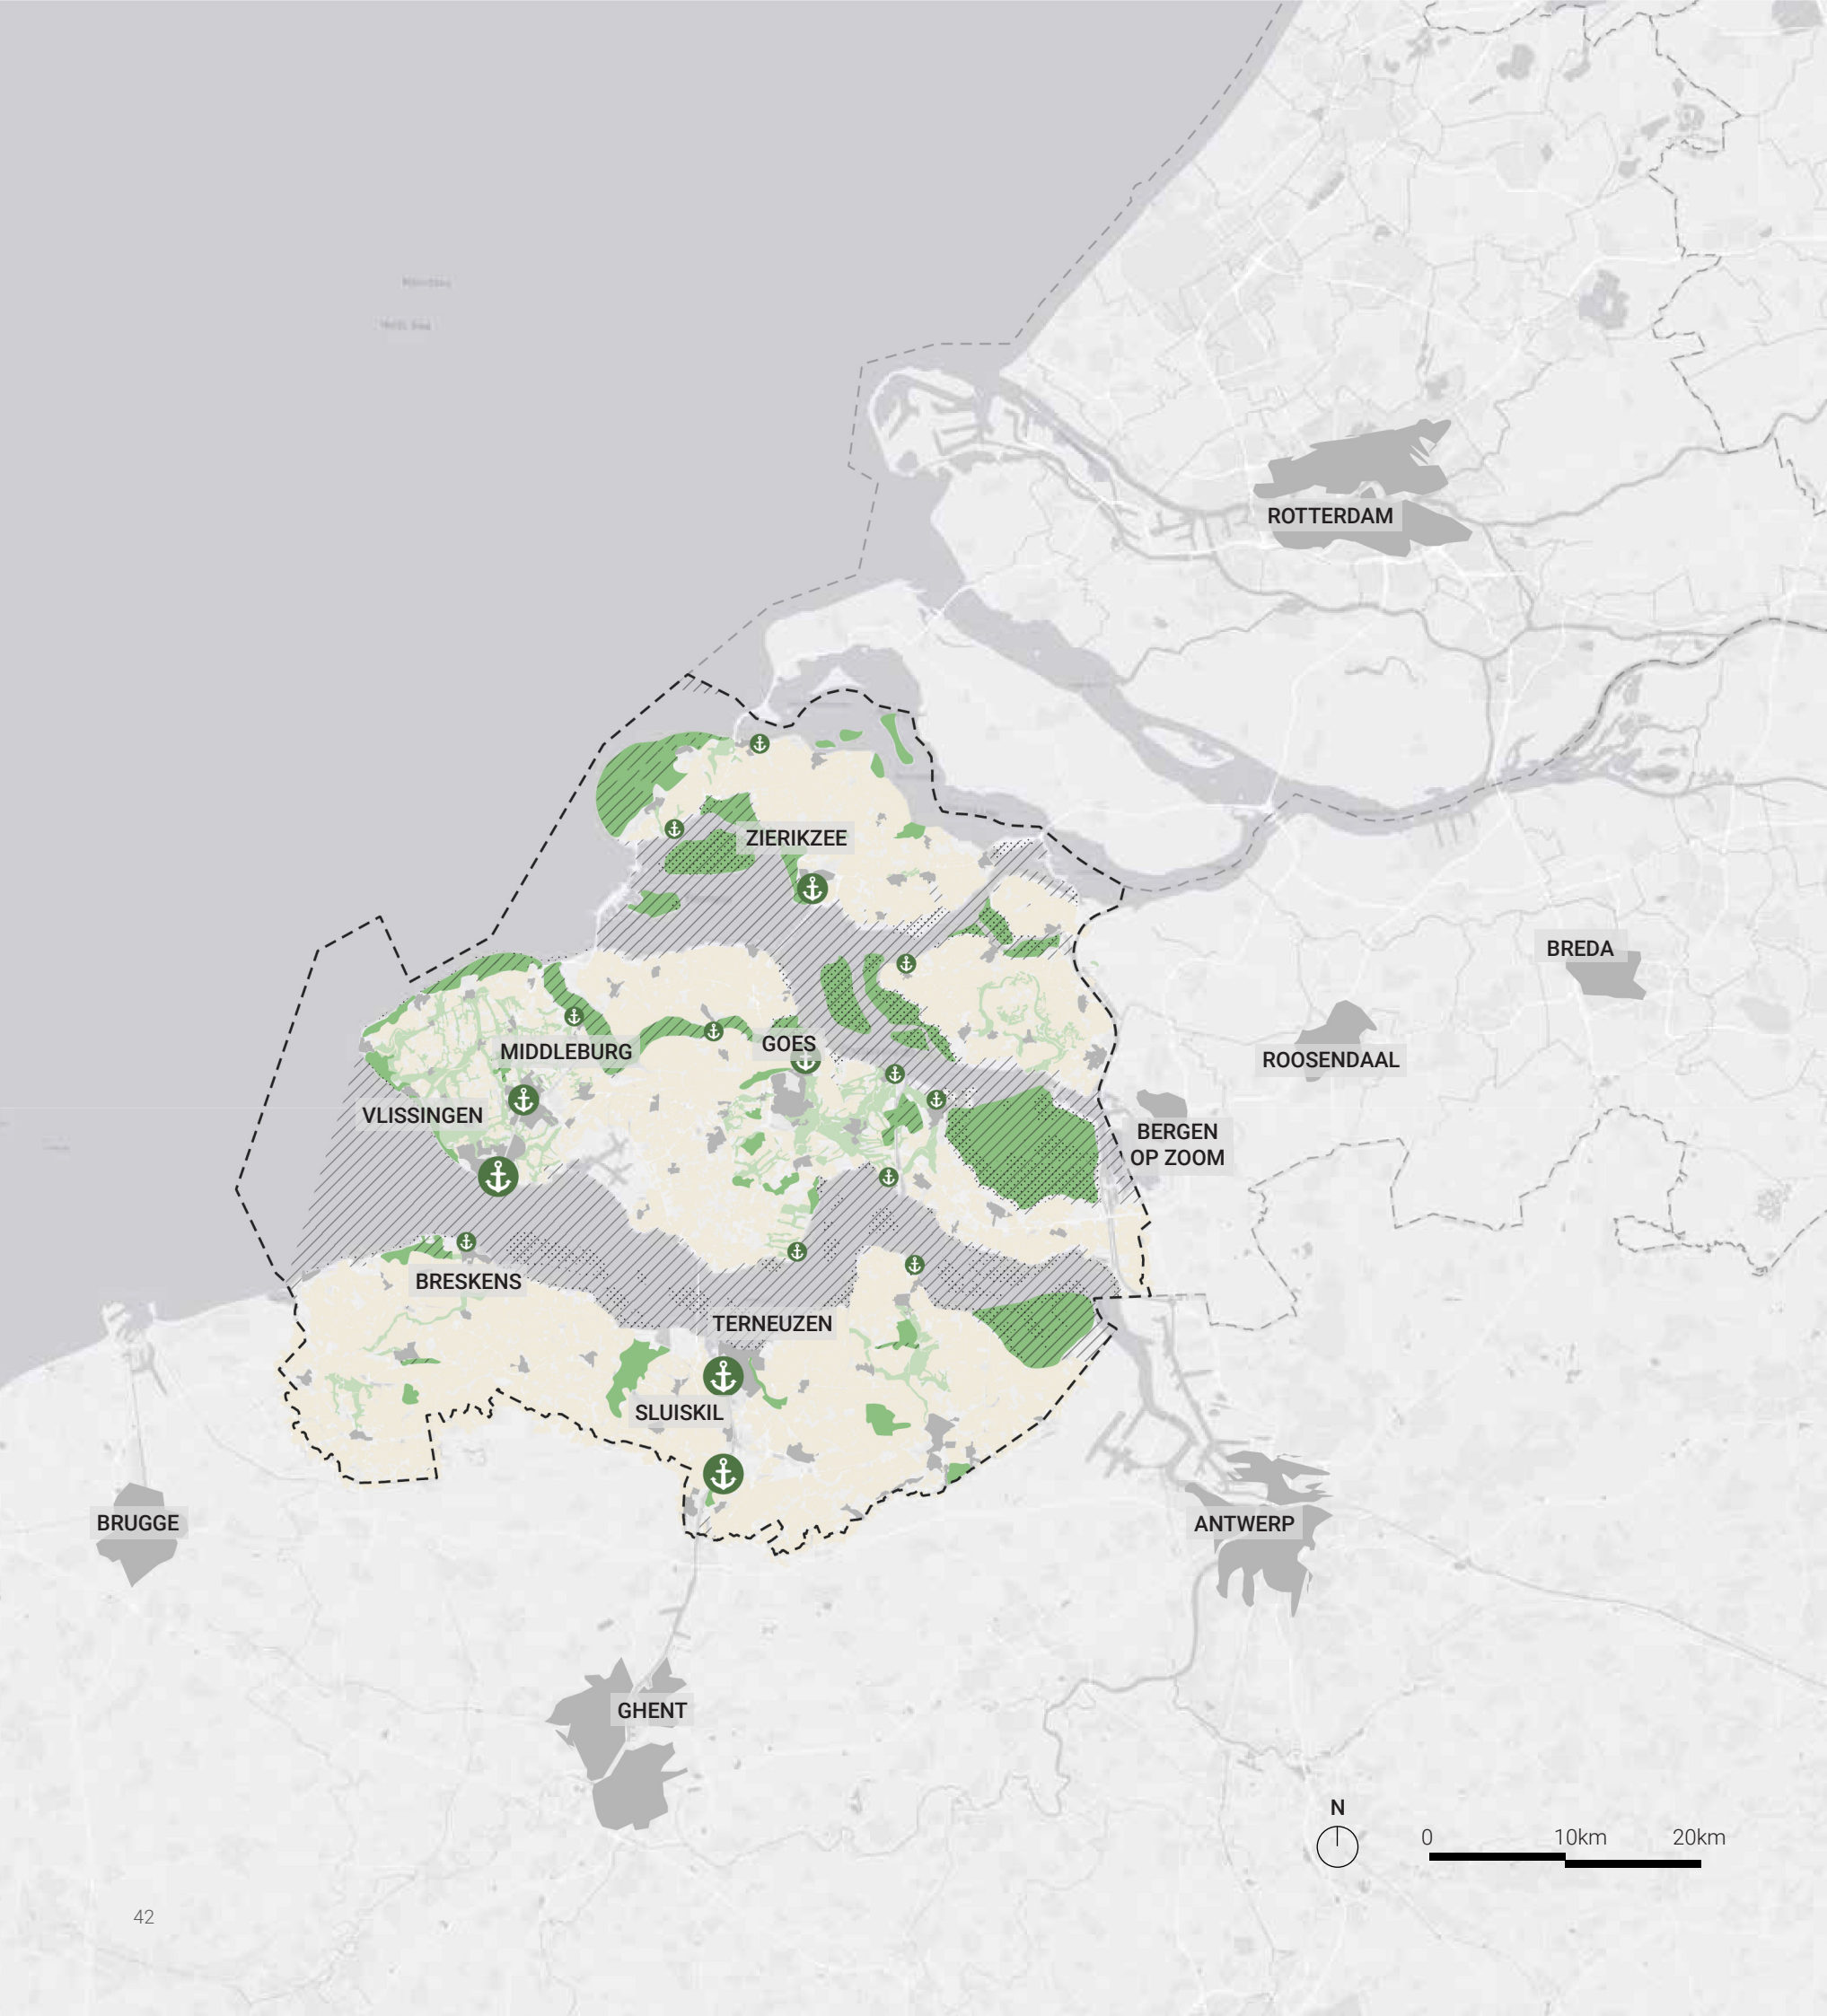 ROTTERDAM
ZIERIKZEE
BREDA
MIDDLEBURG
GOES
ROOSENDAAL
VLISSINGEN
BERGEN
OP ZOOM
BRESKENS
TERNEUZEN
SLUISKIL
BRUGGE
ANTWERP
GHENT
N
0 10km 20km
42